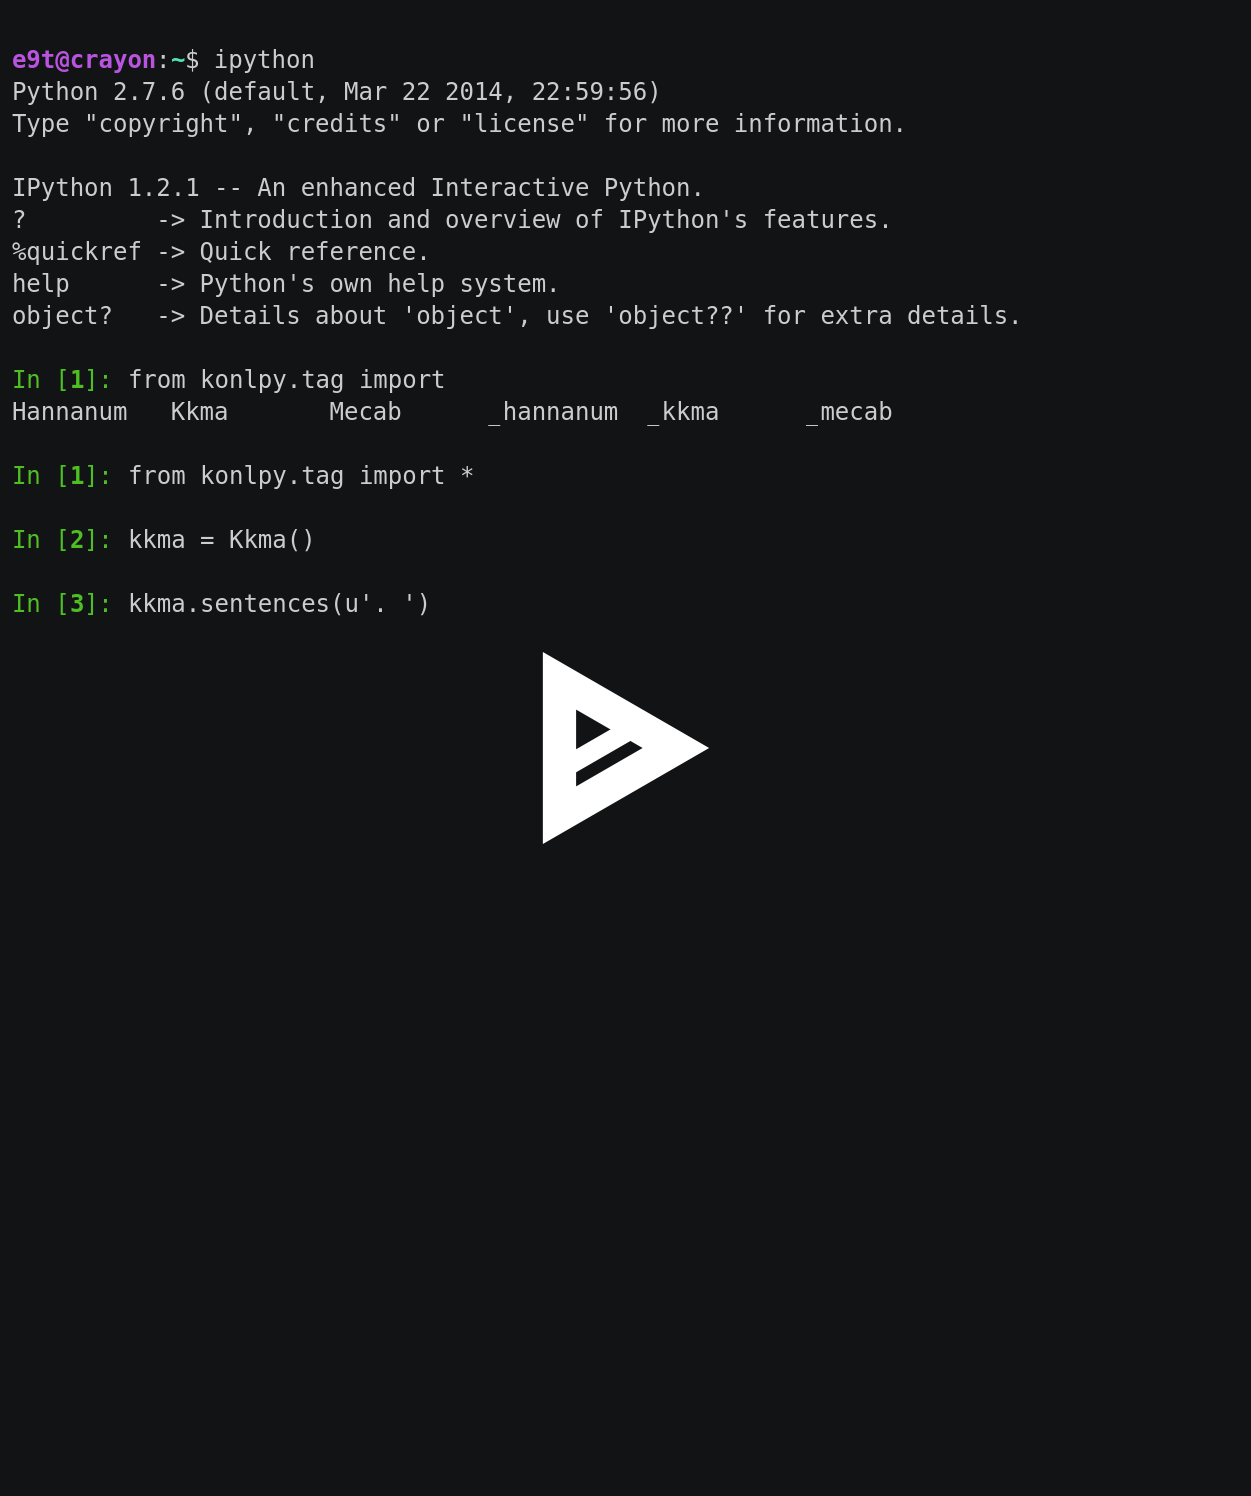 e9t@crayon:~$ ipython
Python 2.7.6 (default, Mar 22 2014, 22:59:56)
Type "copyright", "credits" or "license" for more information.
IPython 1.2.1 -- An enhanced Interactive Python.
?         -> Introduction and overview of IPython's features.
%quickref -> Quick reference.
help      -> Python's own help system.
object?   -> Details about 'object', use 'object??' for extra details.
In [1]: from konlpy.tag import
Hannanum   Kkma       Mecab      _hannanum  _kkma      _mecab
In [1]: from konlpy.tag import *
In [2]: kkma = Kkma()
In [3]: kkma.sentences(u'. ')